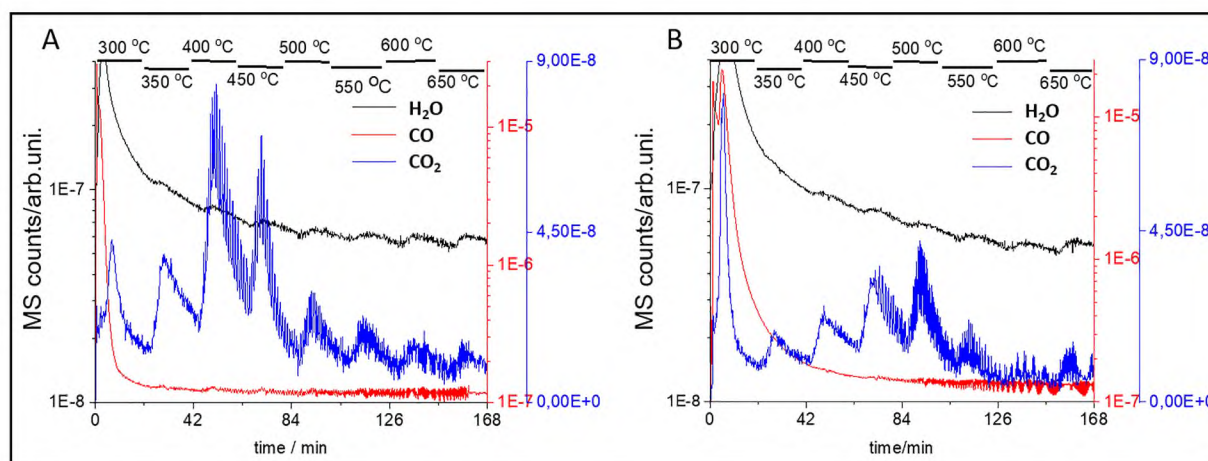 A
300 °C
400 °C
500 °C
600 °C
350 °C
450 °C
550 °C
650 °C
H₂O
CO
CO₂
MS counts/arb.uni.
1E-7
1E-8
1E-5
1E-6
1E-7
9,00E-8
4,50E-8
0,00E+0
0
42
84
126
168
time / min
B
300 °C
400 °C
500 °C
600 °C
350 °C
450 °C
550 °C
650 °C
H₂O
CO
CO₂
MS counts/arb.uni.
1E-7
1E-8
1E-5
1E-6
1E-7
9,00E-8
4,50E-8
0,00E+0
0
42
84
126
168
time/min